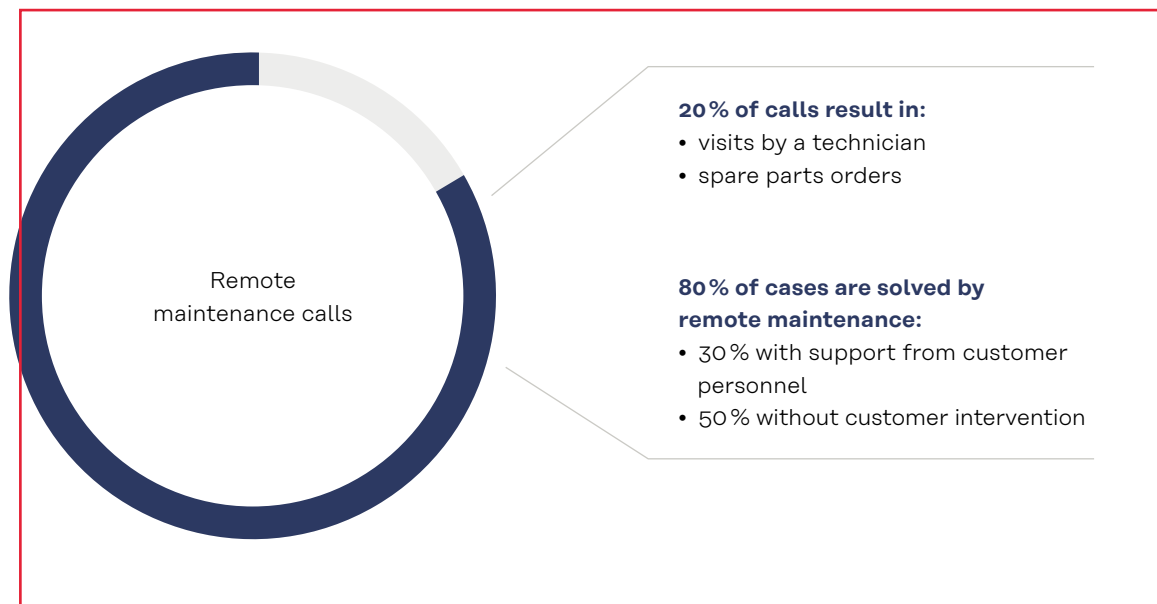 Remote
maintenance calls
20 % of calls result in:
• visits by a technician
• spare parts orders
80 % of cases are solved by
remote maintenance:
• 30 % with support from customer
personnel
• 50 % without customer intervention